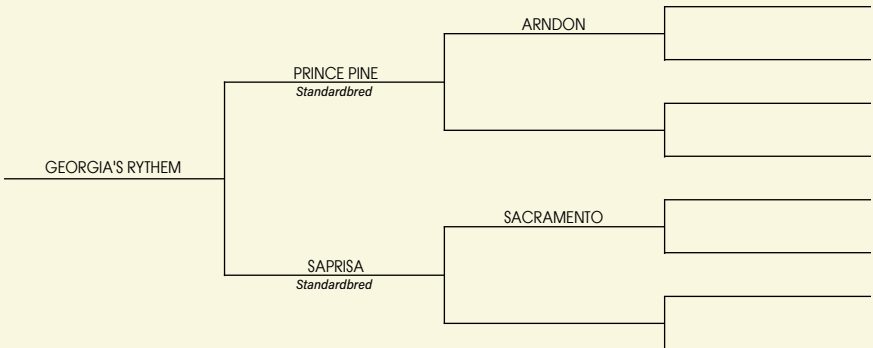 ARNDON
PRINCE PINE
Standardbred
GEORGIA'S RYTHEM
SACRAMENTO
SAPRISA
Standardbred